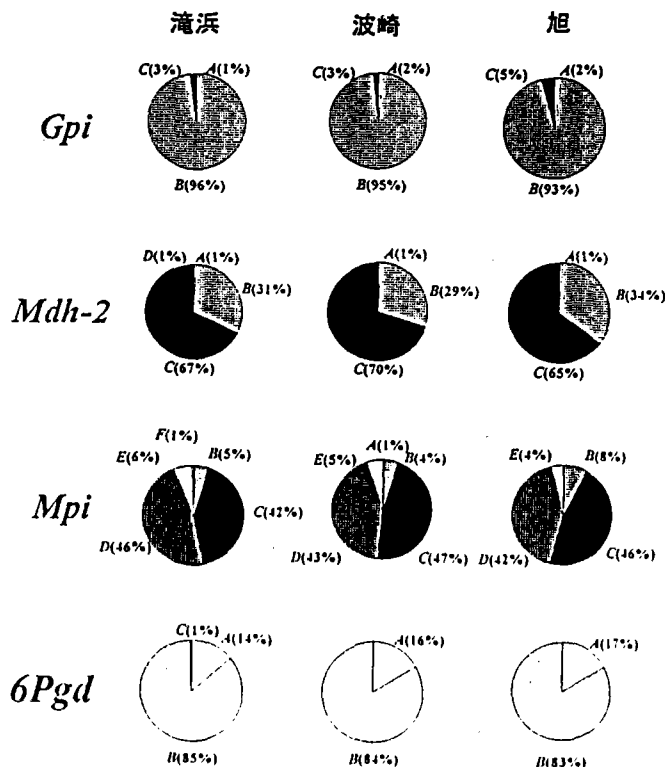 滝浜 波崎 旭
C(3%) A(1%) C(3%) A(2%) C(5%) A(2%)
Gpi
B(96%) B(95%) B(93%)
D(1%) A(1%) A(1%) A(1%)
B(31%) B(29%) B(34%)
Mdh-2
C(67%) C(70%) C(65%)
F(1%) A(1%)
E(6%) B(5%) E(5%) B(4%) E(4%) B(8%)
Mpi
C(42%)
D(46%) D(43%) C(47%) D(42%) C(46%)
C(1%) A(14%) A(16%) A(17%)
6Pgd
B(85%) B(84%) B(83%)